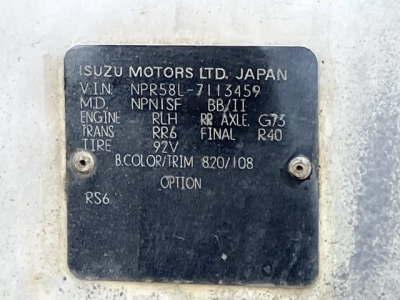 ISUZU MOTORS LTD. JAPAN
V.I.N. NPR58L-7113459
MD. NPN1SF BB/II
ENGINE RLH RR AXLE. G73
TRANS RR6 FINAL R40
TIRE 92V
B.COLOR/TRIM 820/108
OPTION
RS6